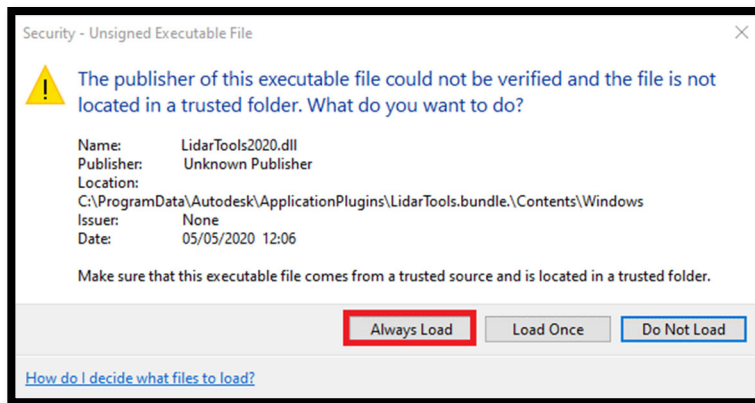 Security - Unsigned Executable File
The publisher of this executable file could not be verified and the file is not
located in a trusted folder. What do you want to do?
Name: LidarTools2020.dll
Publisher: Unknown Publisher
Location:
C:\ProgramData\Autodesk\ApplicationPlugins\LidarTools.bundle.\Contents\Windows
Issuer: None
Date: 05/05/2020 12:06
Make sure that this executable file comes from a trusted source and is located in a trusted folder.
Always Load Load Once Do Not Load
How do I decide what files to load?